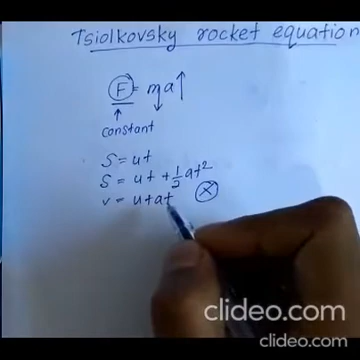 Tsiolkovsky rocket equation
F = ma
constant
S = ut
S = ut + 1/2 at²
v = u+at
clideo.com
clideo.com